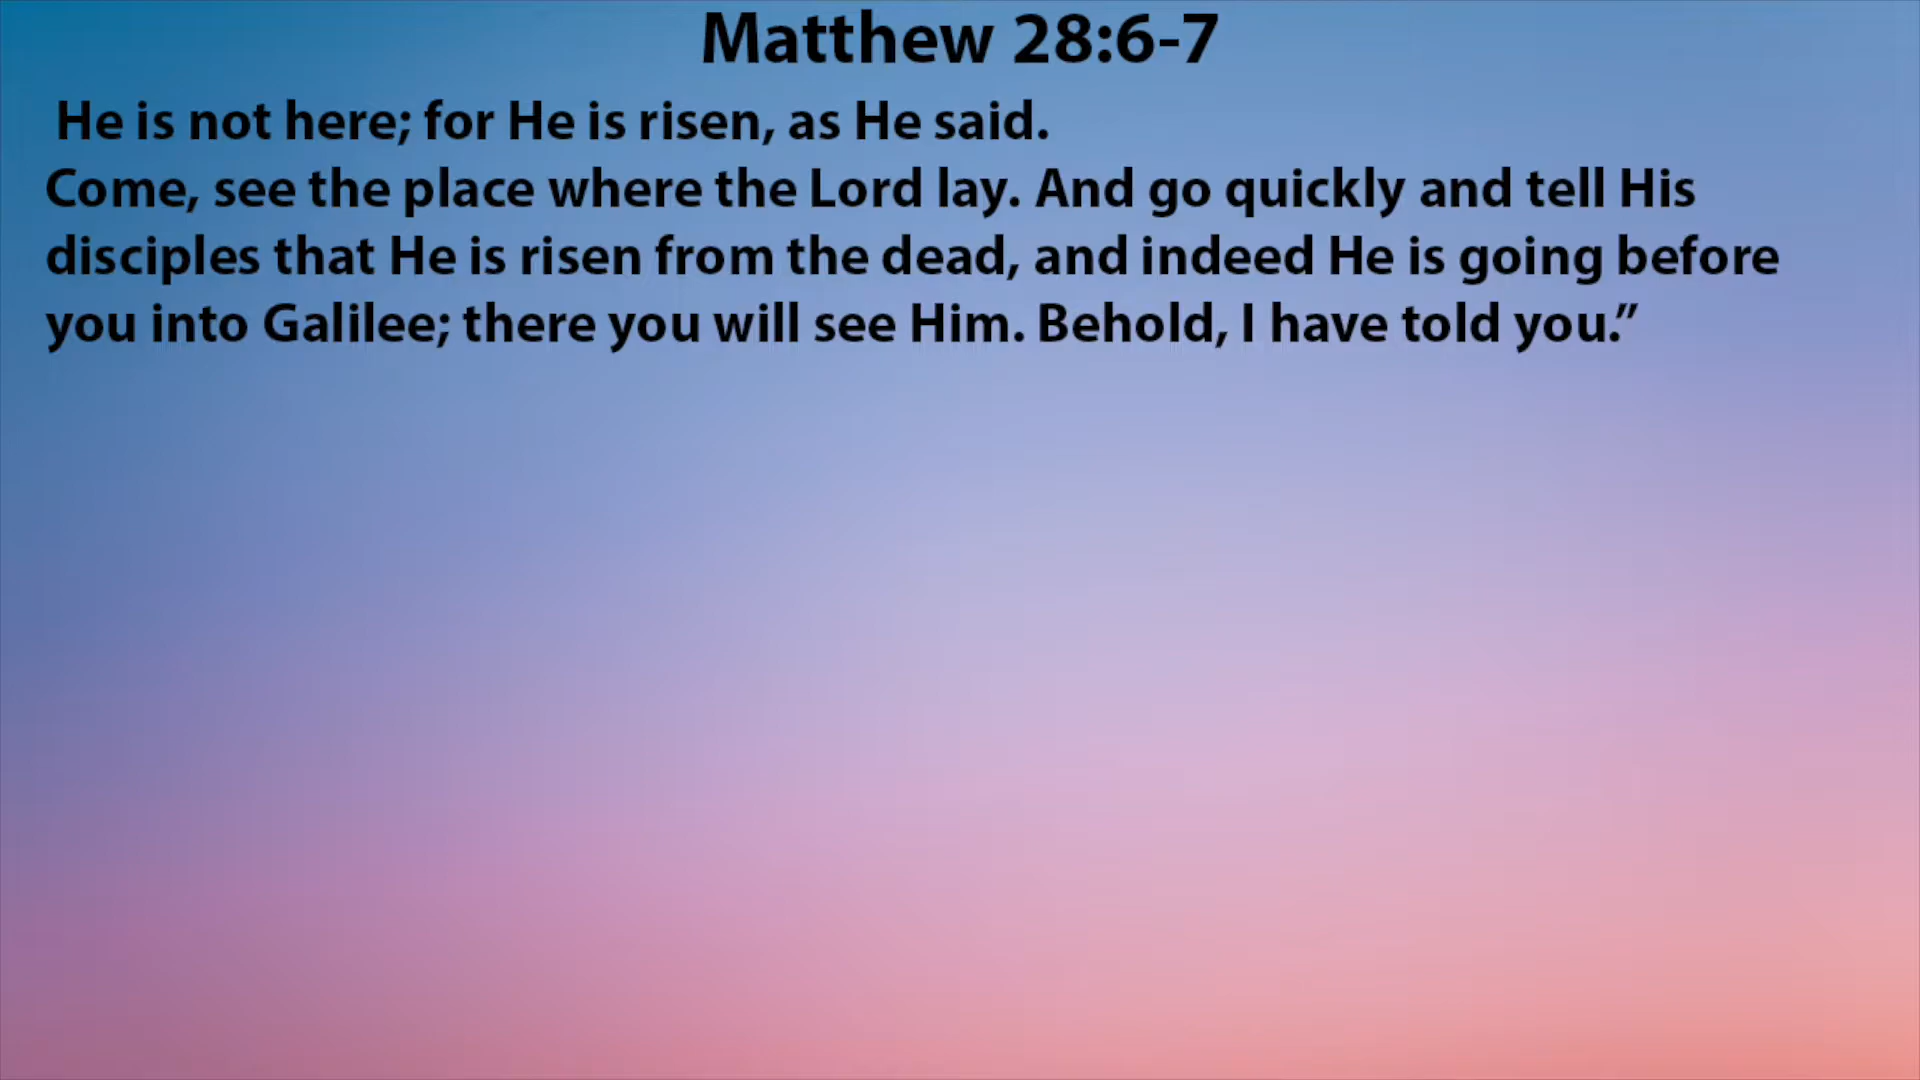 Matthew 28:6-7
He is not here; for He is risen, as He said.
Come, see the place where the Lord lay. And go quickly and tell His
disciples that He is risen from the dead, and indeed He is going before
you into Galilee; there you will see Him. Behold, I have told you.”